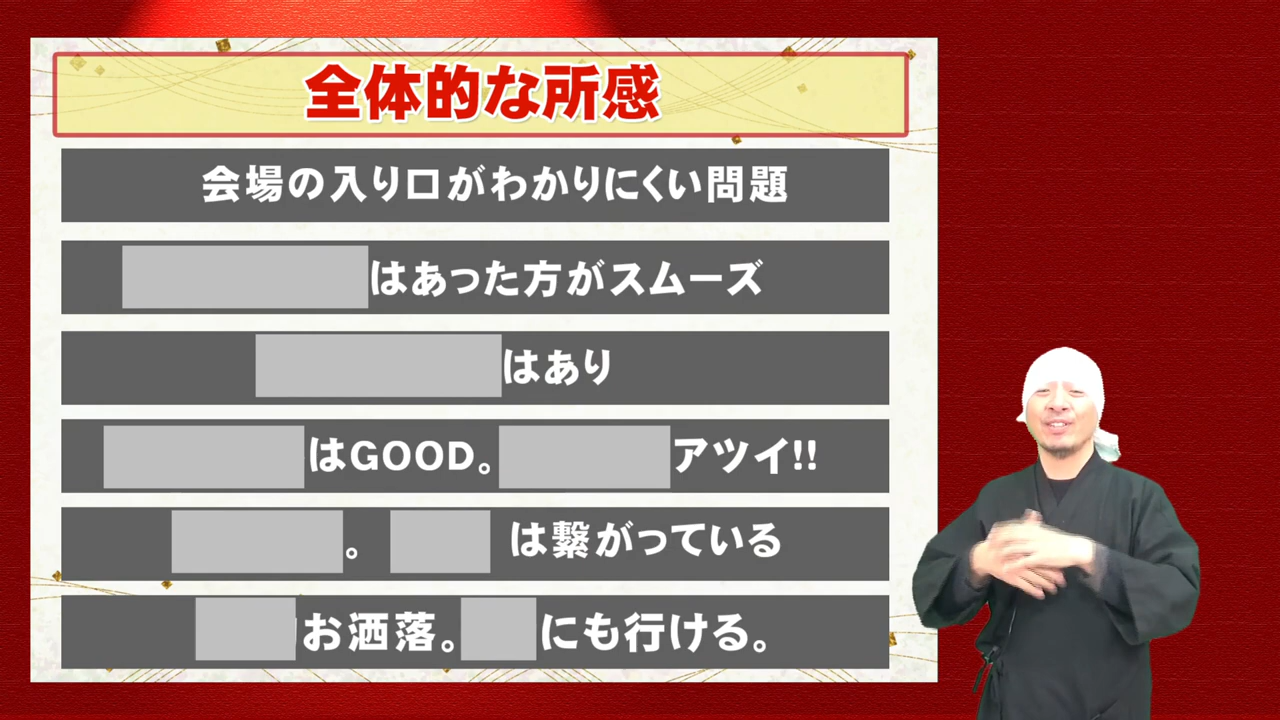 全体的な所感
会場の入り口がわかりにくい問題
はあった方がスムーズ
はあり
はGOOD。 アツイ!!
。 は繋がっている
お洒落。 にも行ける。